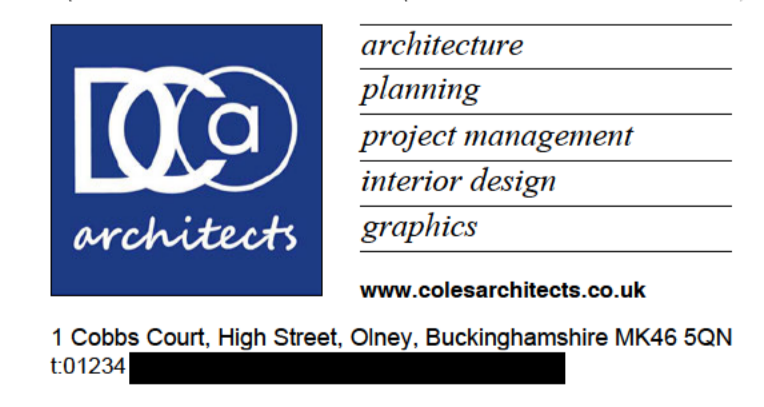 DCa
architects
architecture
planning
project management
interior design
graphics
www.colesarchitects.co.uk
1 Cobbs Court, High Street, Olney, Buckinghamshire MK46 5QN
t:01234